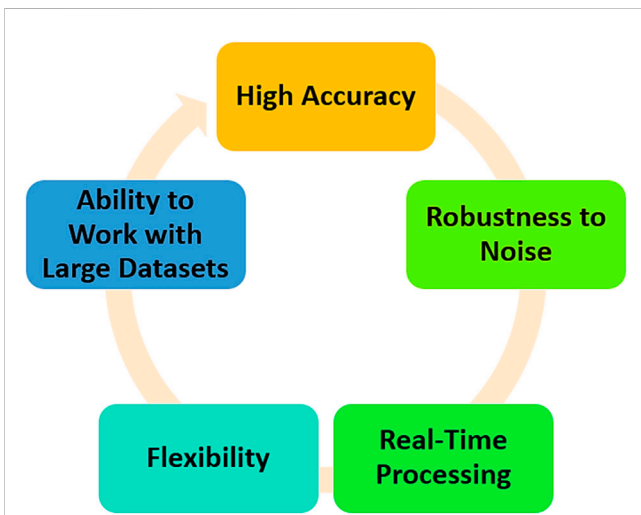 High Accuracy
Robustness to
Noise
Real-Time
Processing
Flexibility
Ability to
Work with
Large Datasets